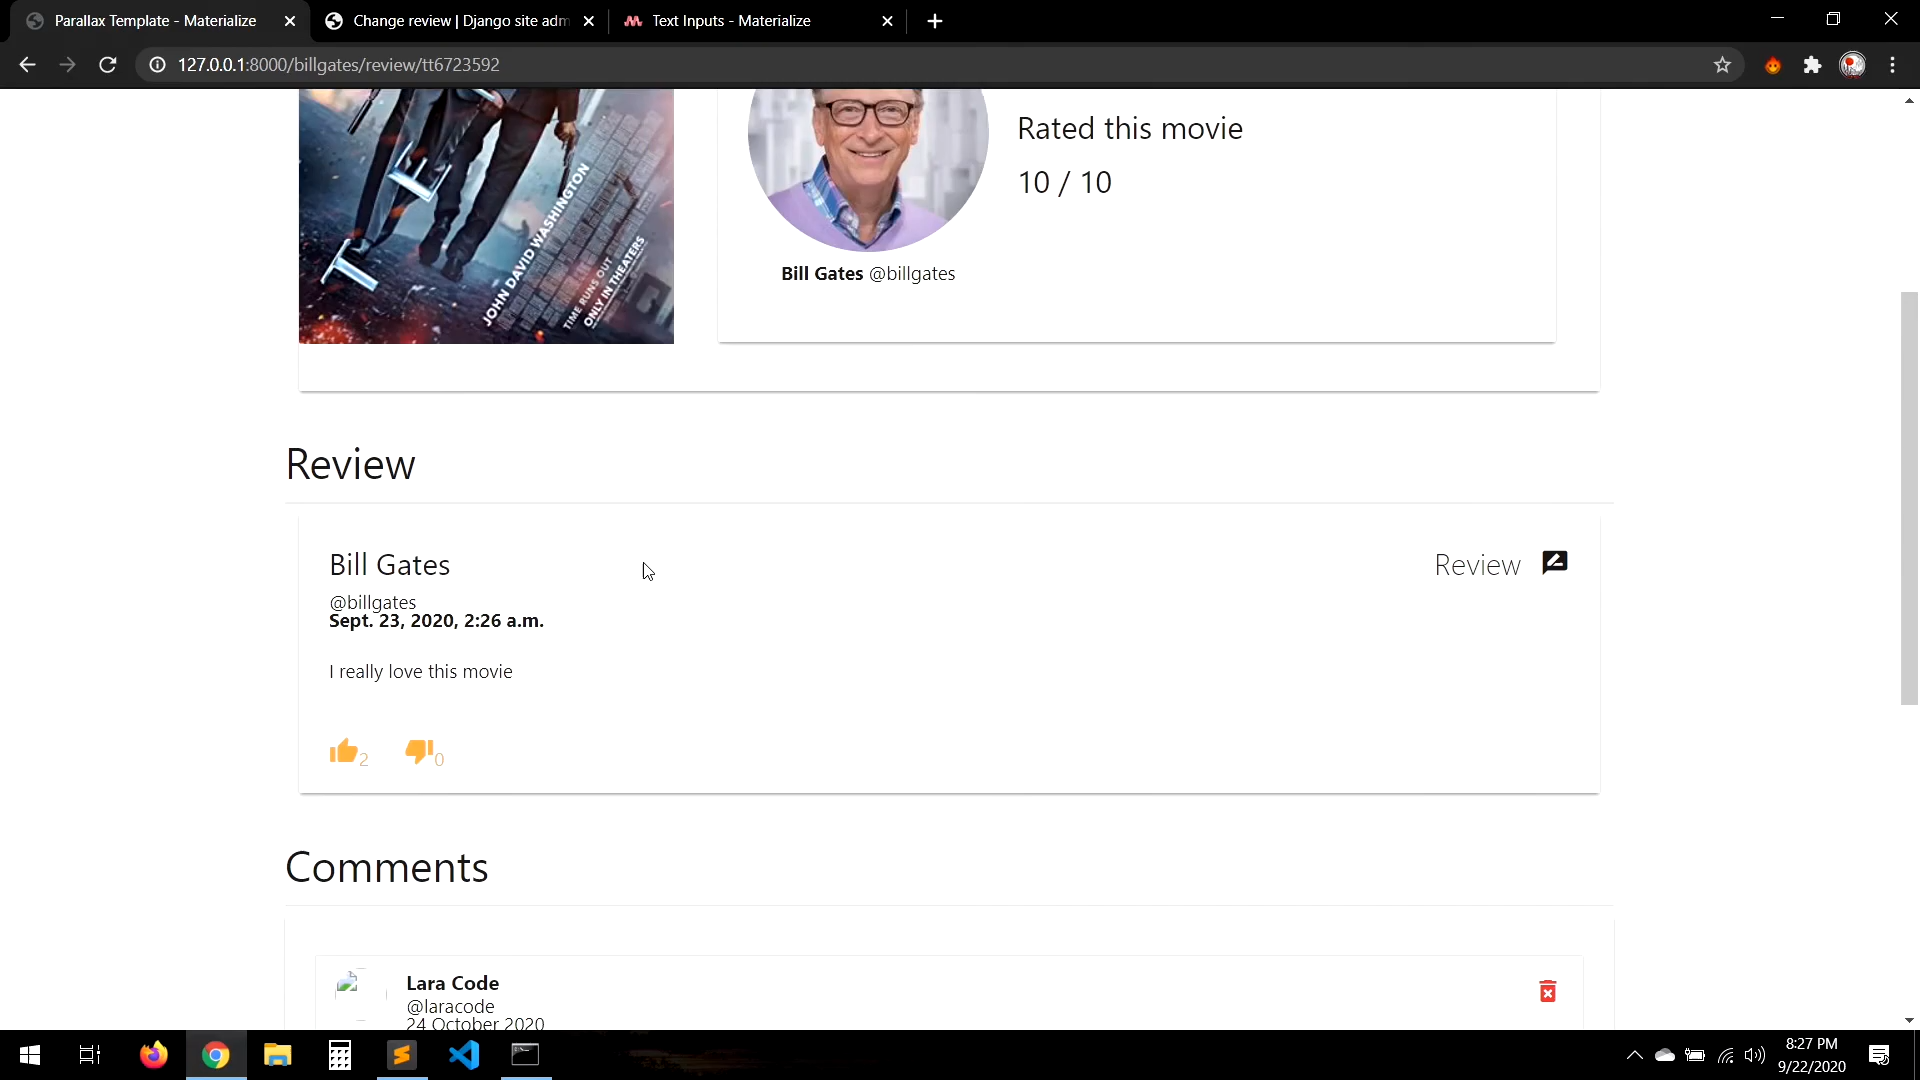 Parallax Template - Materialize
Change review | Django site adm
Text Inputs - Materialize
127.0.0.1:8000/billgates/review/tt6723592
TE
T
JOHN DAVID WASHINGTON
TIME RUNS OUT
ONLY IN THEATERS
Rated this movie
10 / 10
Bill Gates @billgates
Review
Bill Gates
Review
@billgates
Sept. 23, 2020, 2:26 a.m.
I really love this movie
2
0
Comments
Lara Code
@laracode
24 October 2020
8:27 PM
9/22/2020